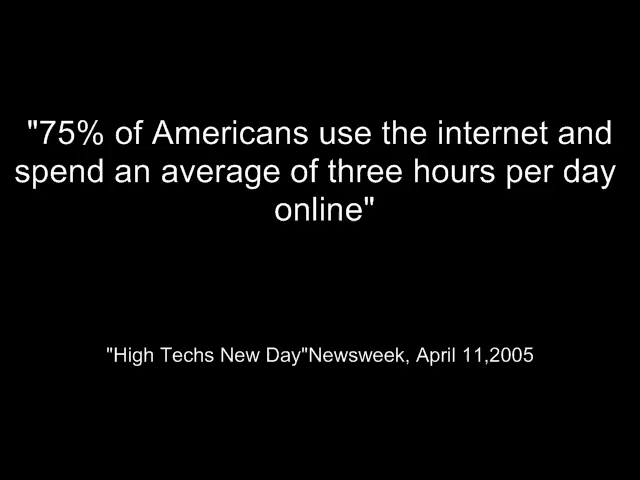 "75% of Americans use the internet and
spend an average of three hours per day
online"
"High Techs New Day"Newsweek, April 11,2005